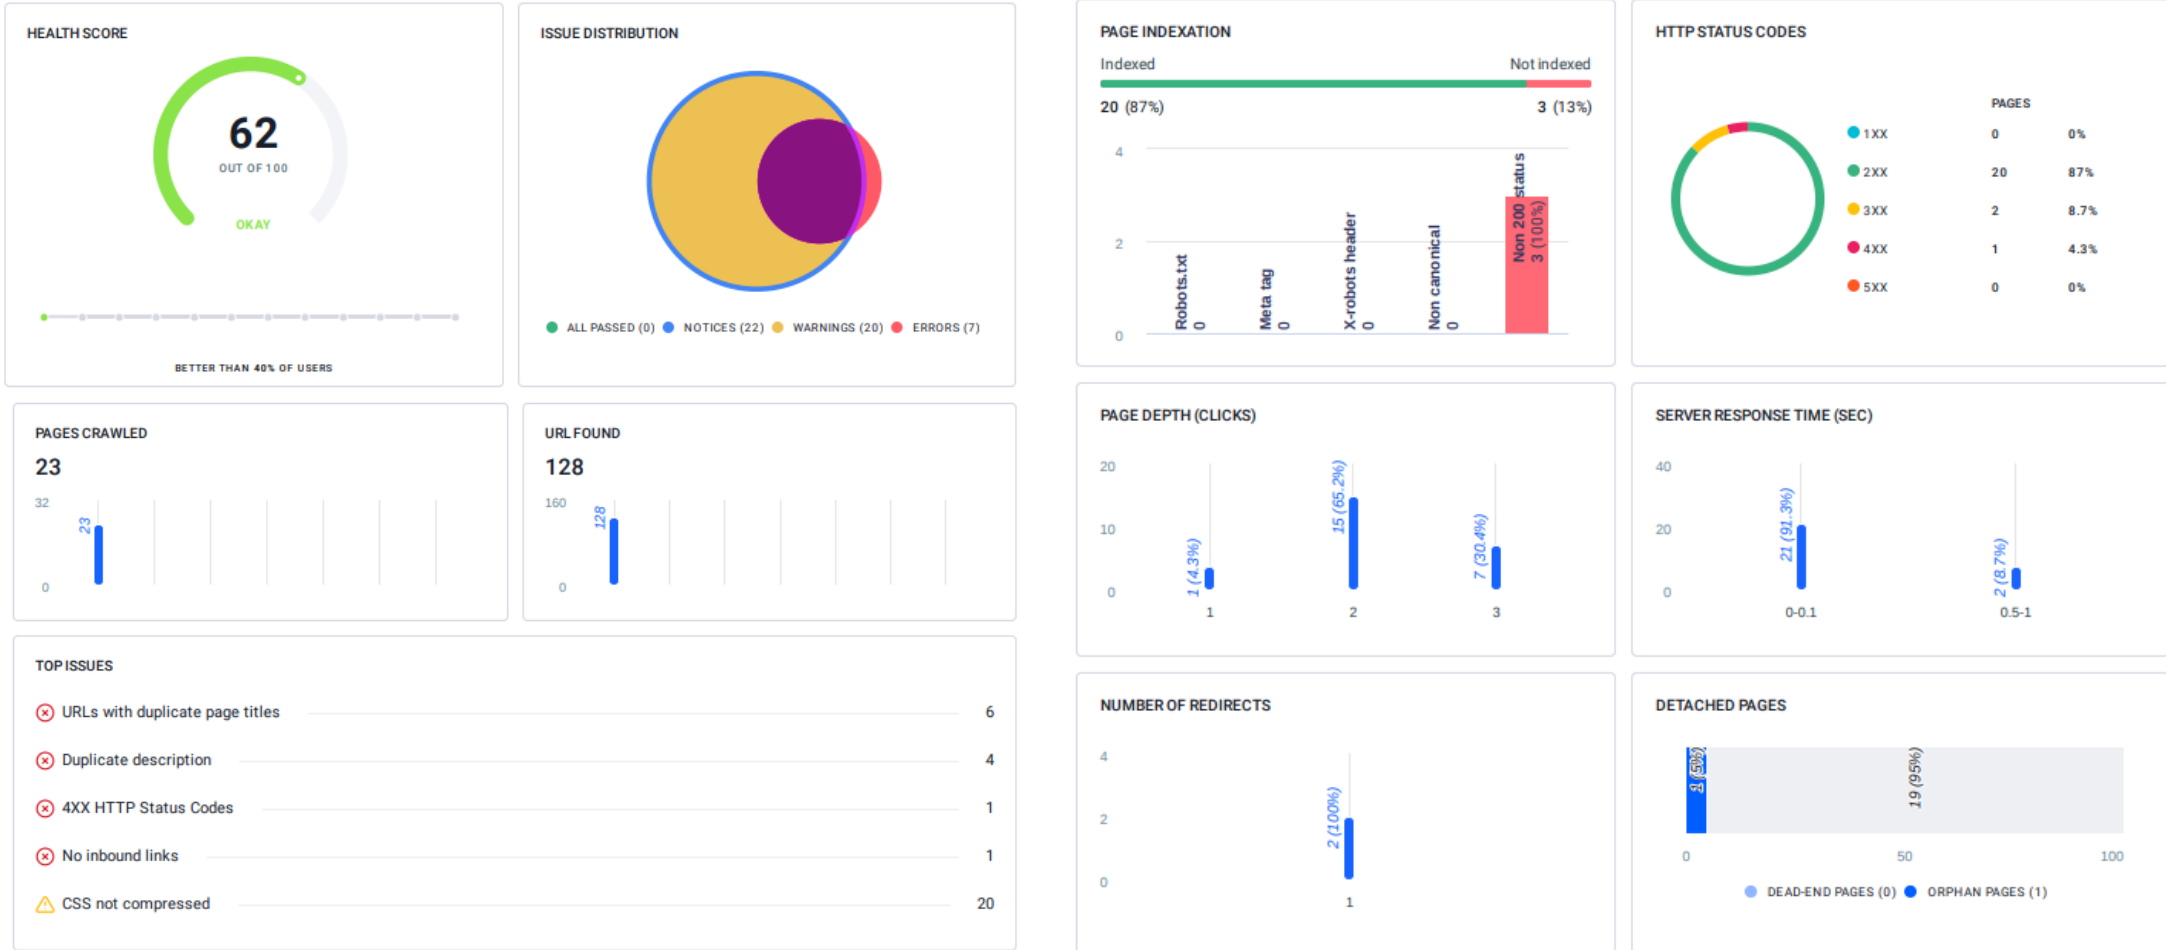 HEALTH SCORE
62
OUT OF 100
OKAY
BETTER THAN 40% OF USERS
ISSUE DISTRIBUTION
ALL PASSED (0) NOTICES (22) WARNINGS (20) ERRORS (7)
PAGES CRAWLED
23
32
23
0
URL FOUND
128
160
128
0
TOP ISSUES
URLs with duplicate page titles 6
Duplicate description 4
4XX HTTP Status Codes 1
No inbound links 1
CSS not compressed 20
PAGE INDEXATION
Indexed Not indexed
20 (87%) 3 (13%)
4
2
0
Robots.txt
0
Meta tag
0
X-robots header
0
Non canonical
0
Non 200 status
3 (100%)
HTTP STATUS CODES
PAGES
1XX 0 0%
2XX 20 87%
3XX 2 8.7%
4XX 1 4.3%
5XX 0 0%
PAGE DEPTH (CLICKS)
20
10
0
1 (4.3%)
15 (65.2%)
7 (30.4%)
1 2 3
SERVER RESPONSE TIME (SEC)
40
20
0
21 (91.3%)
2 (8.7%)
0-0.1 0.5-1
NUMBER OF REDIRECTS
4
2
0
2 (100%)
1
DETACHED PAGES
1 (5%)
19 (95%)
0 50 100
DEAD-END PAGES (0) ORPHAN PAGES (1)